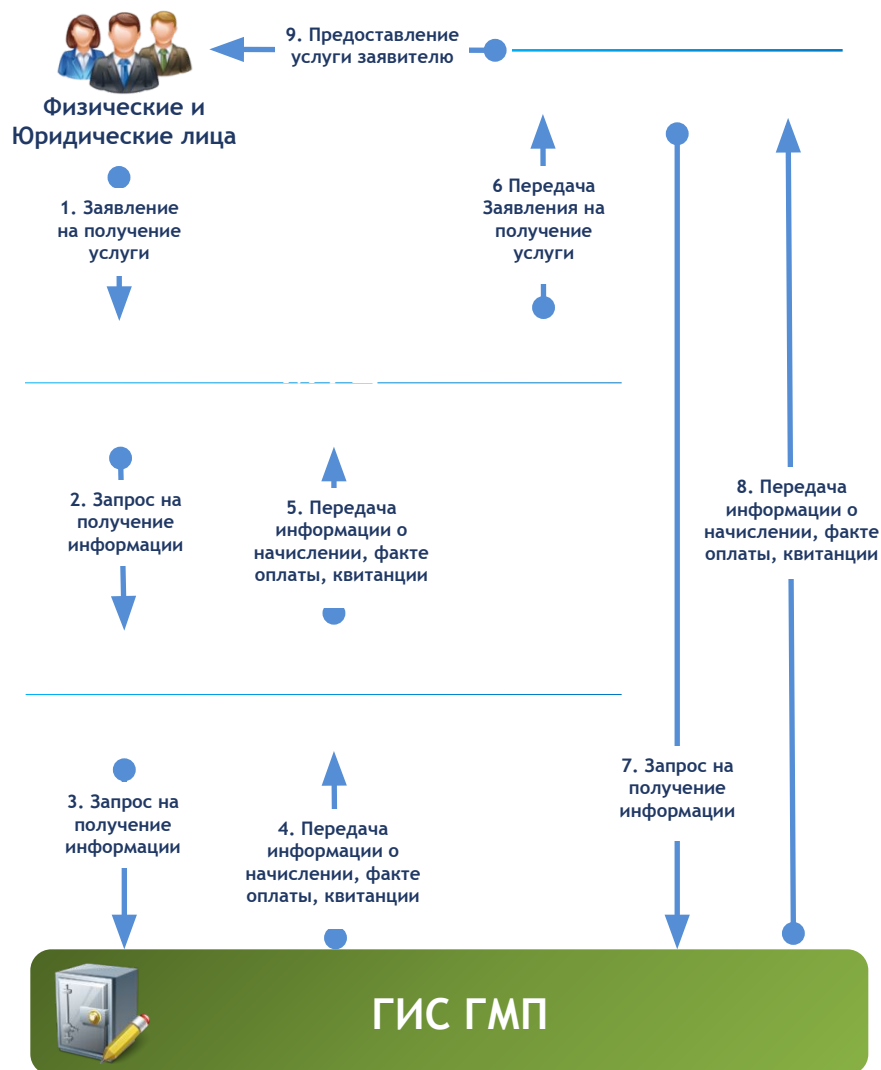 9. Предоставление
услуги заявителю
Физические и
Юридические лица
1. Заявление
на получение
услуги
6 Передача
Заявления на
получение
услуги
2. Запрос на
получение
информации
5. Передача
информации о
начислении, факте
оплаты, квитанции
8. Передача
информации о
начислении, факте
оплаты, квитанции
7. Запрос на
получение
информации
3. Запрос на
получение
информации
4. Передача
информации о
начислении, факте
оплаты, квитанции
ГИС ГМП